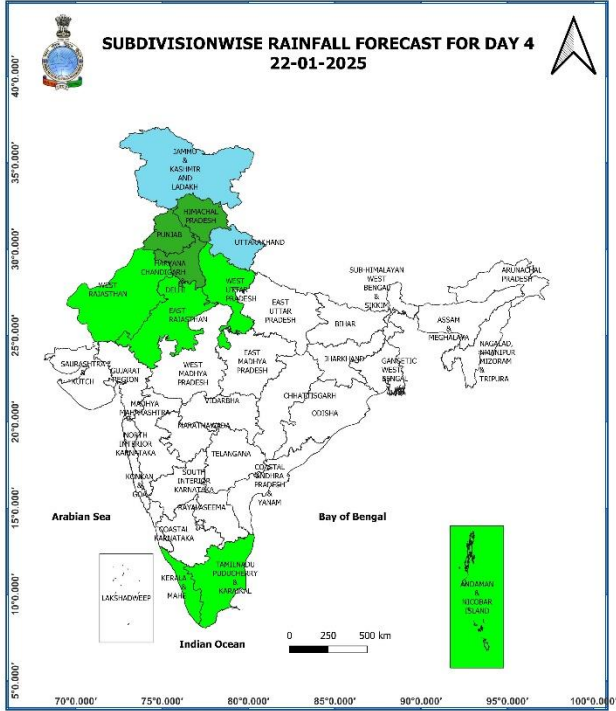 SUBDIVISIONWISE RAINFALL FORECAST FOR DAY 4
22-01-2025
40°0.000'
35°0.000'
30°0.000'
25°0.000'
20°0.000'
15°0.000'
10°0.000'
5°0.000'
JAMMO
&
KASHMIR
AND
LADAKH
HIMACHAL
PRADESH
PUNJAB
UTTARAKHAND
HARYANA
CHANDIGARH
&
DELHI
WEST
RAJASTHAN
WEST
UTTAR
PRADESH
EAST
RAJASTHAN
EAST
UTTAR
PRADESH
SUB-HIMALAYAN
WEST
BENGAL
&
SIKKIM
ARUNACHAL
PRADESH
ASSAM
&
MEGHALAYA
BIHAR
NAGALAD,
MANIPUR
MIZORAM
&
TRIPURA
SAURASHTRA
&
KUTCH
GUJARAT
REGION
WEST
MADHYA
PRADESH
EAST
MADHYA
PRADESH
JHARKHAND
GANGETIC
WEST
BENGAL
MADHYA
MAHARASHTRA
VIDARBHA
CHHATTISGARH
ODISHA
MARATHAWADA
NORTH
INTERIOR
KARNATAKA
TELANGANA
KONKAN
&
GOA
SOUTH
INTERIOR
KARNATAKA
COASTAL
ANDHRA
PRADESH
&
YANAM
RAYALASEEMA
Arabian Sea
Bay of Bengal
COASTAL
KARNATAKA
TAMILNADU
PUDUCHERRY
&
KARAIKAL
KERALA
&
MAHE
LAKSHADWEEP
ANDAMAN
&
NICOBAR
ISLAND
Indian Ocean
0 250 500 km
70°0.000' 75°0.000' 80°0.000' 85°0.000' 90°0.000' 95°0.000' 100°0.000'